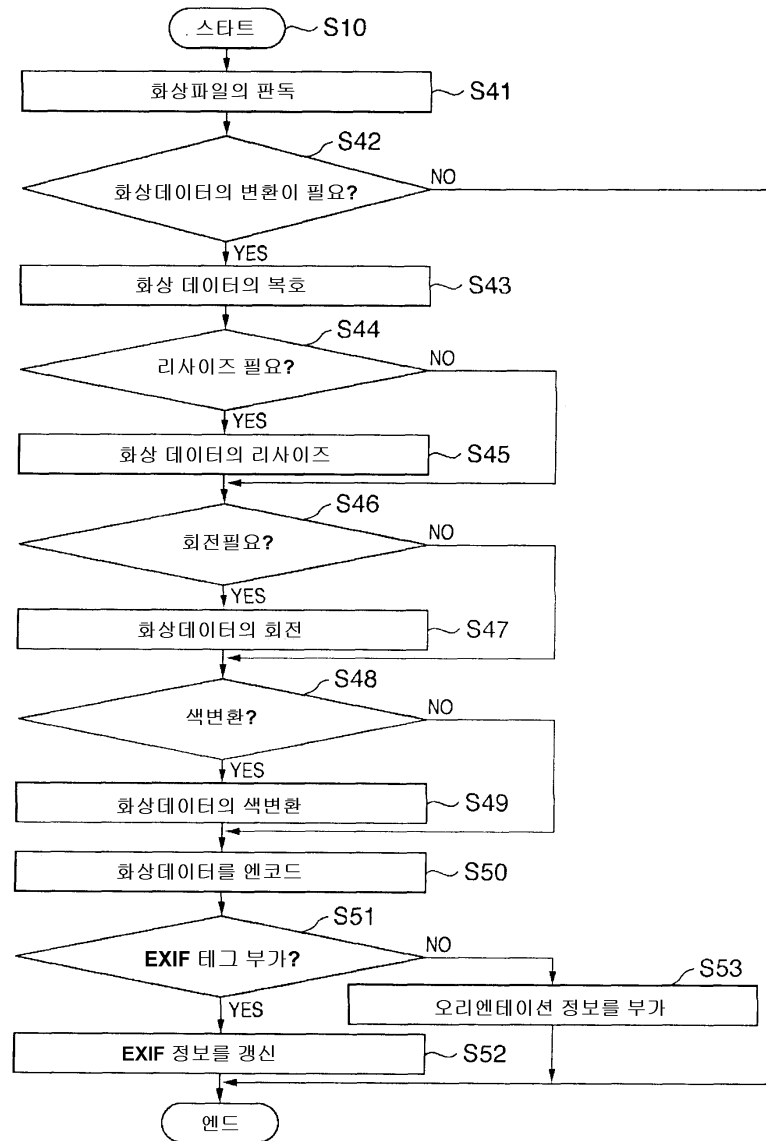 스타트
S10
화상파일의 판독
S41
S42
화상데이터의 변환이 필요?
NO
YES
화상 데이터의 복호
S43
S44
리사이즈 필요?
NO
YES
화상 데이터의 리사이즈
S45
S46
회전필요?
NO
YES
화상데이터의 회전
S47
S48
색변환?
NO
YES
화상데이터의 색변환
S49
화상데이터를 엔코드
S50
S51
EXIF 테그 부가?
NO
YES
S53
오리엔테이션 정보를 부가
EXIF 정보를 갱신
S52
엔드